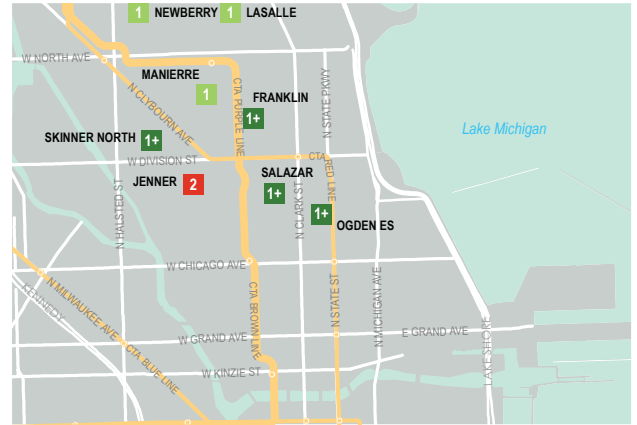 1 NEWBERRY 1 LASALLE
W NORTH AVE
MANIERRE
1
CTA PURPLE LINE
FRANKLIN
1+
N STATE PKWY
N CLYBOURN AVE
Lake Michigan
SKINNER NORTH 1+
W DIVISION ST
CTA RED LINE
JENNER 2
SALAZAR
1+
N HALSTED ST
N CLARK ST
1+
OGDEN ES
W CHICAGO AVE
N MILWAUKEE AVE
KENNEDY
CTA BROWN LINE
N STATE ST
N MICHIGAN AVE
W GRAND AVE
E GRAND AVE
LAKE SHORE
CTA BLUE LINE
W KINZIE ST